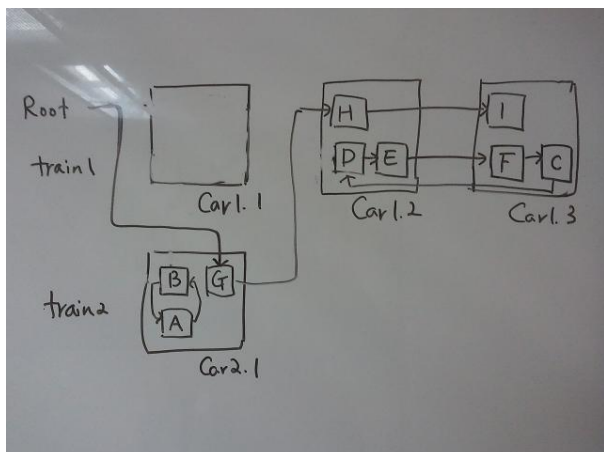 Root
H
I
D
E
F
C
train1
Car1.1
Car1.2
Car1.3
B
G
A
train2
Car2.1